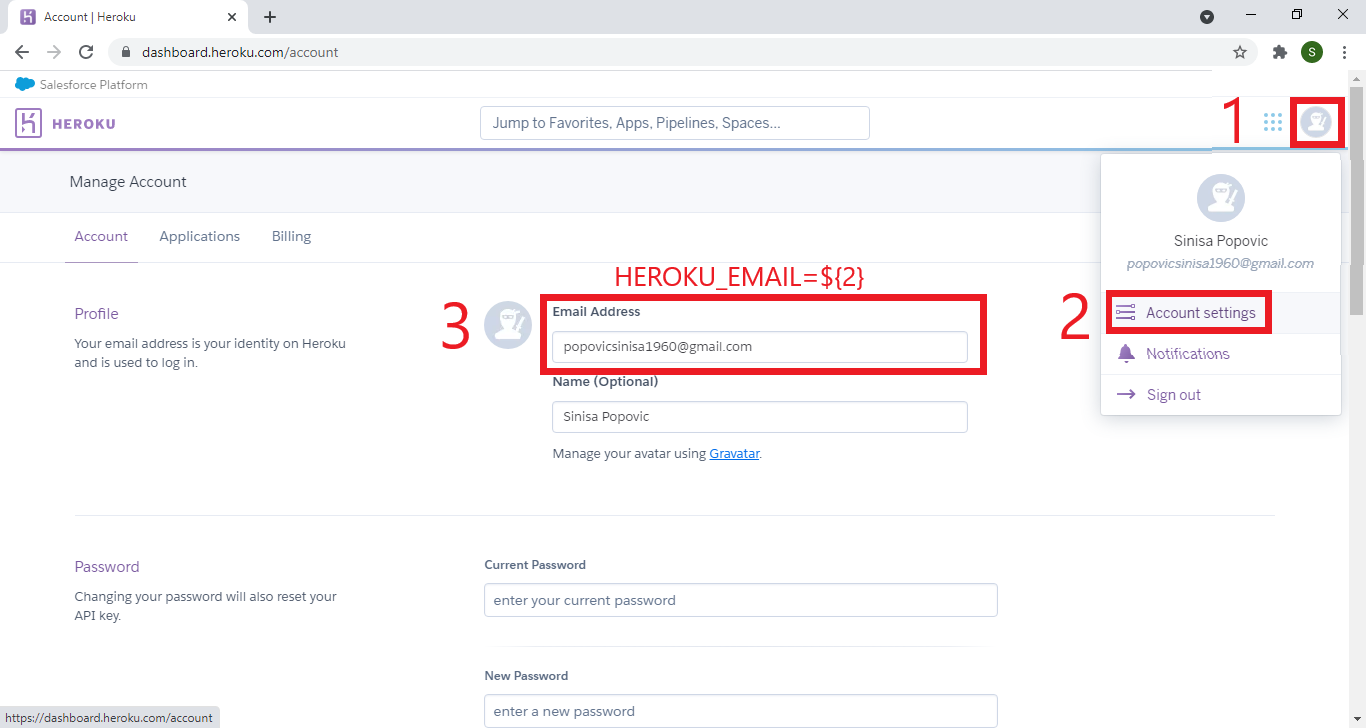 Account | Heroku
dashboard.heroku.com/account
S
Salesforce Platform
HEROKU
Jump to Favorites, Apps, Pipelines, Spaces...
1
Manage Account
Sinisa Popovic
popovicsinisa1960@gmail.com
Account
Applications
Billing
2
Account settings
Notifications
Sign out
HEROKU_EMAIL=${2}
3
Profile
Your email address is your identity on Heroku
and is used to log in.
Email Address
popovicsinisa1960@gmail.com
Name (Optional)
Sinisa Popovic
Manage your avatar using Gravatar.
Password
Changing your password will also reset your
API key.
Current Password
enter your current password
New Password
enter a new password
https://dashboard.heroku.com/account